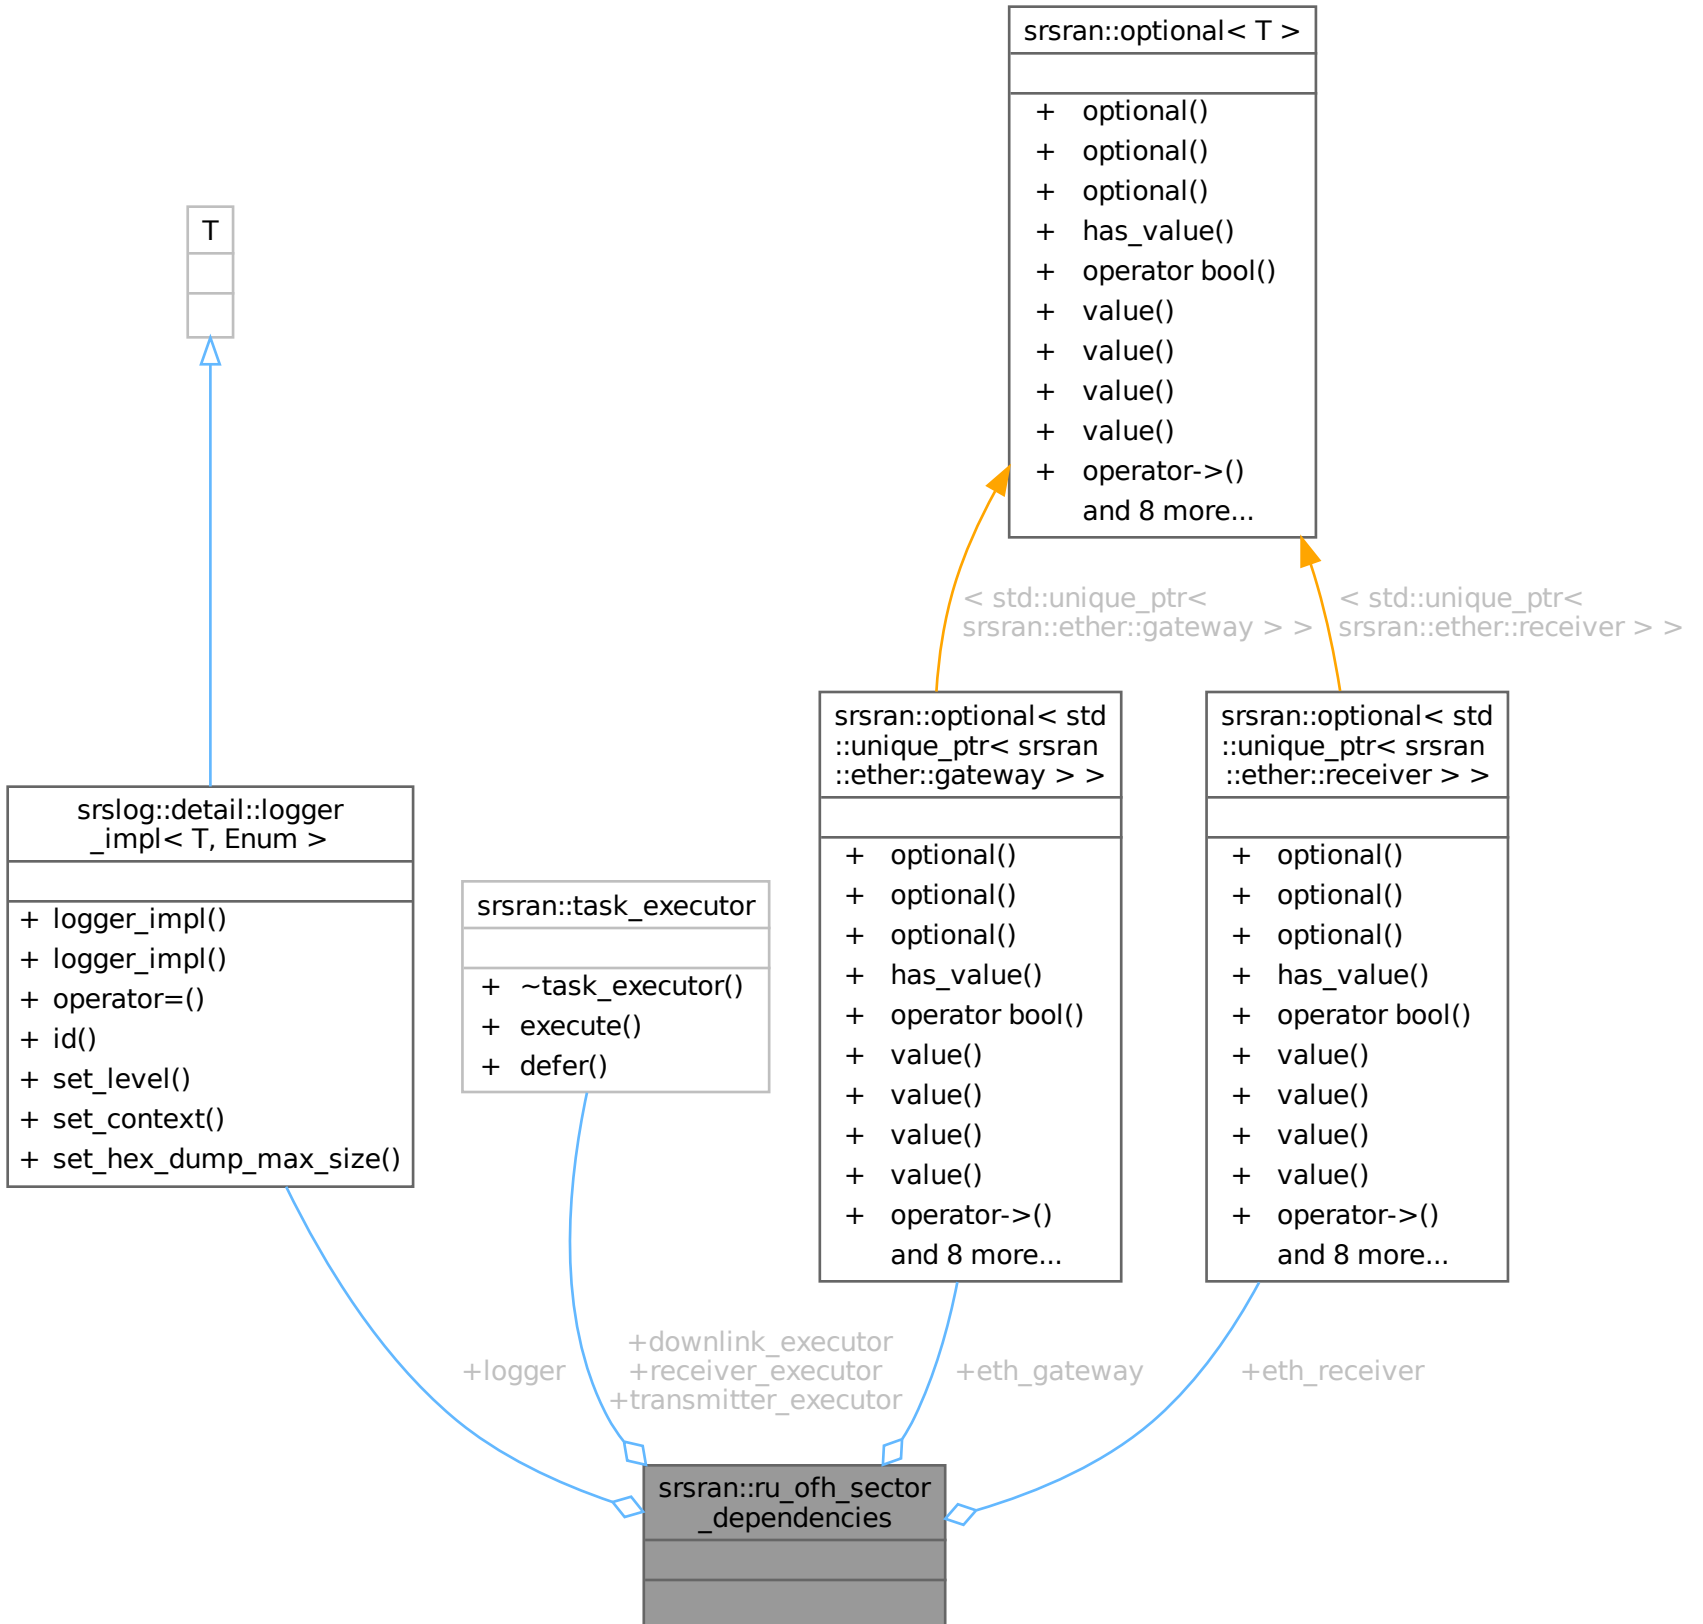 srsran::optional< T >
+ optional()
+ optional()
+ optional()
+ has_value()
+ operator bool()
+ value()
+ value()
+ value()
+ value()
+ operator->()
and 8 more...
T
< std::unique_ptr<
srsran::ether::gateway > >
< std::unique_ptr<
srsran::ether::receiver > >
srslog::detail::logger
_impl< T, Enum >
+ logger_impl()
+ logger_impl()
+ operator=()
+ id()
+ set_level()
+ set_context()
+ set_hex_dump_max_size()
srsran::task_executor
+ ~task_executor()
+ execute()
+ defer()
srsran::optional< std
::unique_ptr< srsran
::ether::gateway > >
+ optional()
+ optional()
+ optional()
+ has_value()
+ operator bool()
+ value()
+ value()
+ value()
+ value()
+ operator->()
and 8 more...
srsran::optional< std
::unique_ptr< srsran
::ether::receiver > >
+ optional()
+ optional()
+ optional()
+ has_value()
+ operator bool()
+ value()
+ value()
+ value()
+ value()
+ operator->()
and 8 more...
+logger
+downlink_executor
+receiver_executor
+transmitter_executor
+eth_gateway
+eth_receiver
srsran::ru_ofh_sector
_dependencies